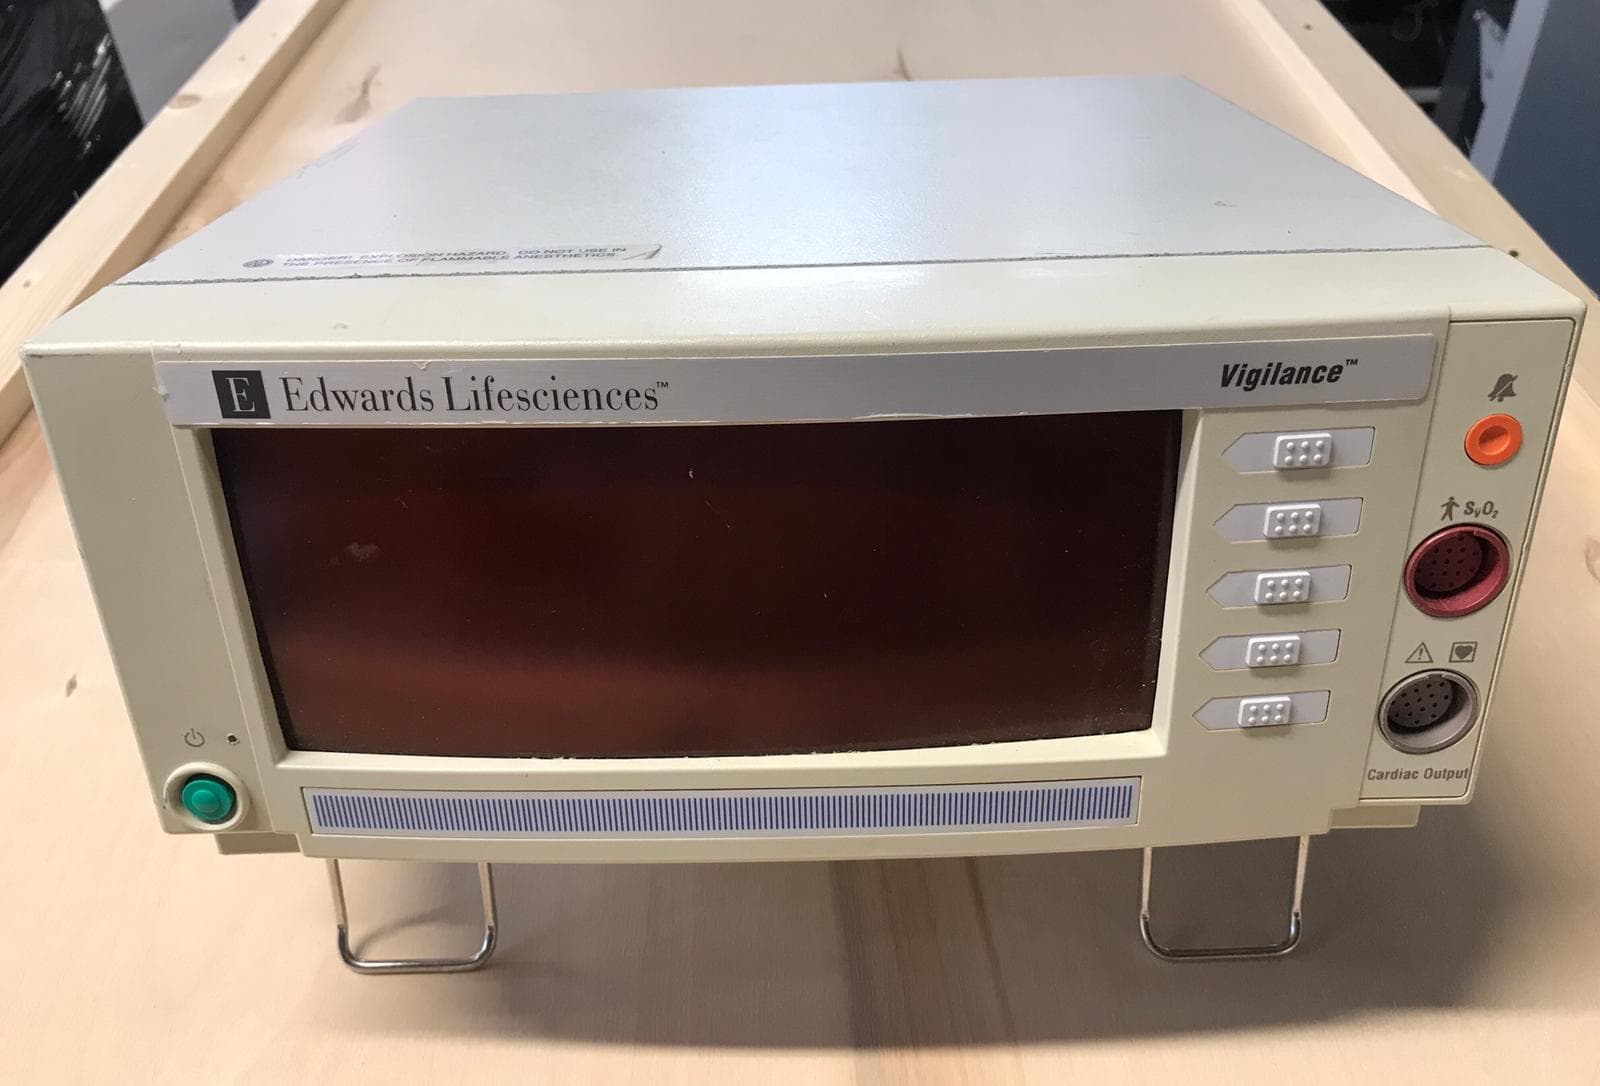 DANGER! EXPLOSION HAZARD. DO NOT USE IN
THE PRESENCE OF FLAMMABLE ANESTHETICS.
E Edwards Lifesciences™
Vigilance™
SvO₂
Cardiac Output